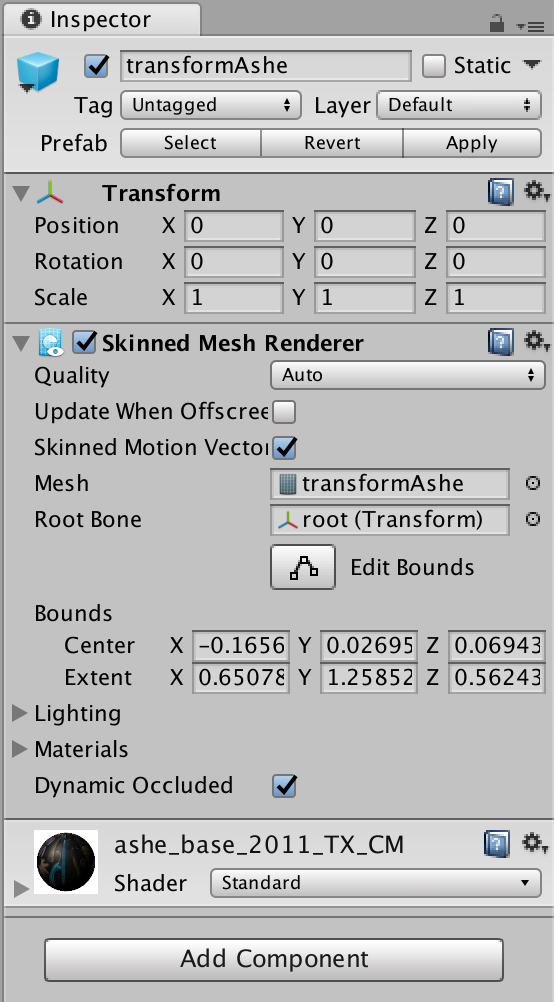 Inspector
transformAshe Static
Tag Untagged Layer Default
Prefab Select Revert Apply
Transform
Position X 0 Y 0 Z 0
Rotation X 0 Y 0 Z 0
Scale X 1 Y 1 Z 1
Skinned Mesh Renderer
Quality Auto
Update When Offscree
Skinned Motion Vector
Mesh transformAshe
Root Bone root (Transform)
Edit Bounds
Bounds
Center X -0.1656 Y 0.02695 Z 0.06943
Extent X 0.65078 Y 1.25852 Z 0.56243
Lighting
Materials
Dynamic Occluded
ashe_base_2011_TX_CM
Shader Standard
Add Component